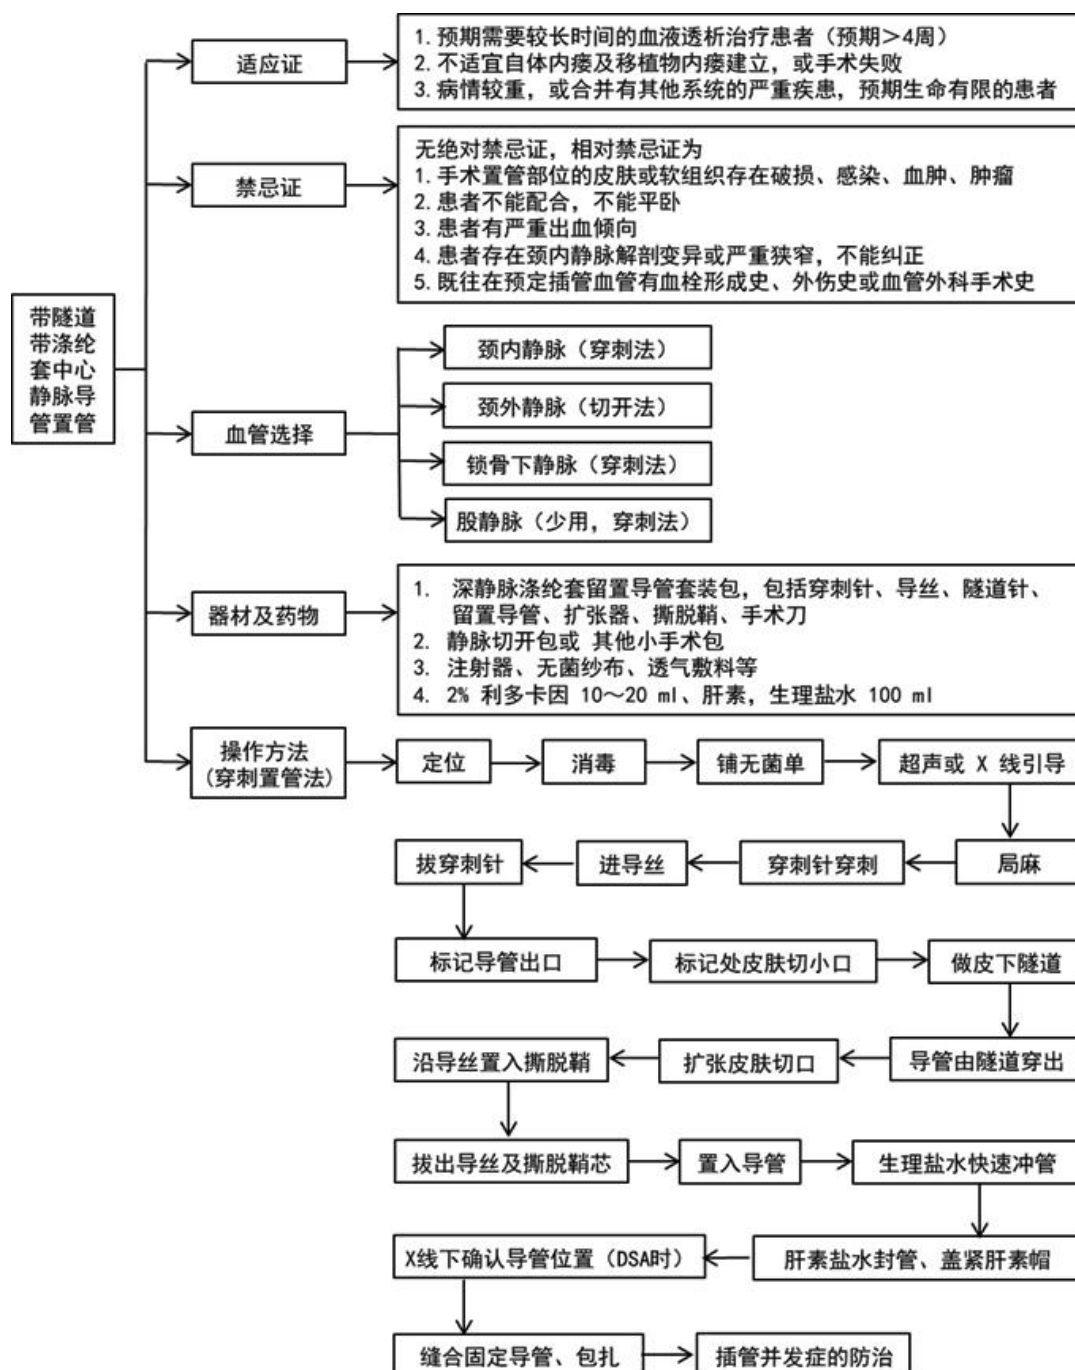 带隧道
带涤纶
套中心
静脉导
管置管
适应证
1. 预期需要较长时间的血液透析治疗患者（预期＞4周）
2. 不适宜自体内瘘及移植物内瘘建立，或手术失败
3. 病情较重，或合并有其他系统的严重疾患，预期生命有限的患者
禁忌证
无绝对禁忌证，相对禁忌证为
1. 手术置管部位的皮肤或软组织存在破损、感染、血肿、肿瘤
2. 患者不能配合，不能平卧
3. 患者有严重出血倾向
4. 患者存在颈内静脉解剖变异或严重狭窄，不能纠正
5. 既往在预定插管血管有血栓形成史、外伤史或血管外科手术史
血管选择
颈内静脉（穿刺法）
颈外静脉（切开法）
锁骨下静脉（穿刺法）
股静脉（少用，穿刺法）
器材及药物
1. 深静脉涤纶套留置导管套装包，包括穿刺针、导丝、隧道针、
留置导管、扩张器、撕脱鞘、手术刀
2. 静脉切开包或 其他小手术包
3. 注射器、无菌纱布、透气敷料等
4. 2% 利多卡因 10～20 ml、肝素，生理盐水 100 ml
操作方法
(穿刺置管法)
定位
消毒
铺无菌单
超声或 X 线引导
局麻
穿刺针穿刺
进导丝
拔穿刺针
标记导管出口
标记处皮肤切小口
做皮下隧道
导管由隧道穿出
扩张皮肤切口
沿导丝置入撕脱鞘
拔出导丝及撕脱鞘芯
置入导管
生理盐水快速冲管
肝素盐水封管、盖紧肝素帽
X线下确认导管位置（DSA时）
缝合固定导管、包扎
插管并发症的防治